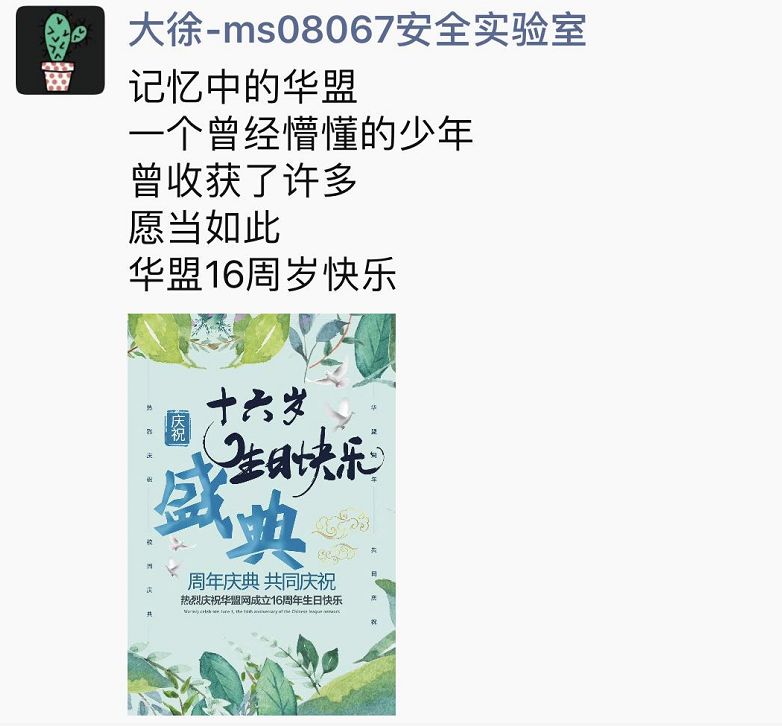 大徐-ms08067安全实验室
记忆中的华盟
一个曾经懵懂的少年
曾收获了许多
愿当如此
华盟16周岁快乐
庆祝
十六岁
生日快乐
盛典
周年庆典 共同庆祝
热烈庆祝华盟网成立16周年生日快乐